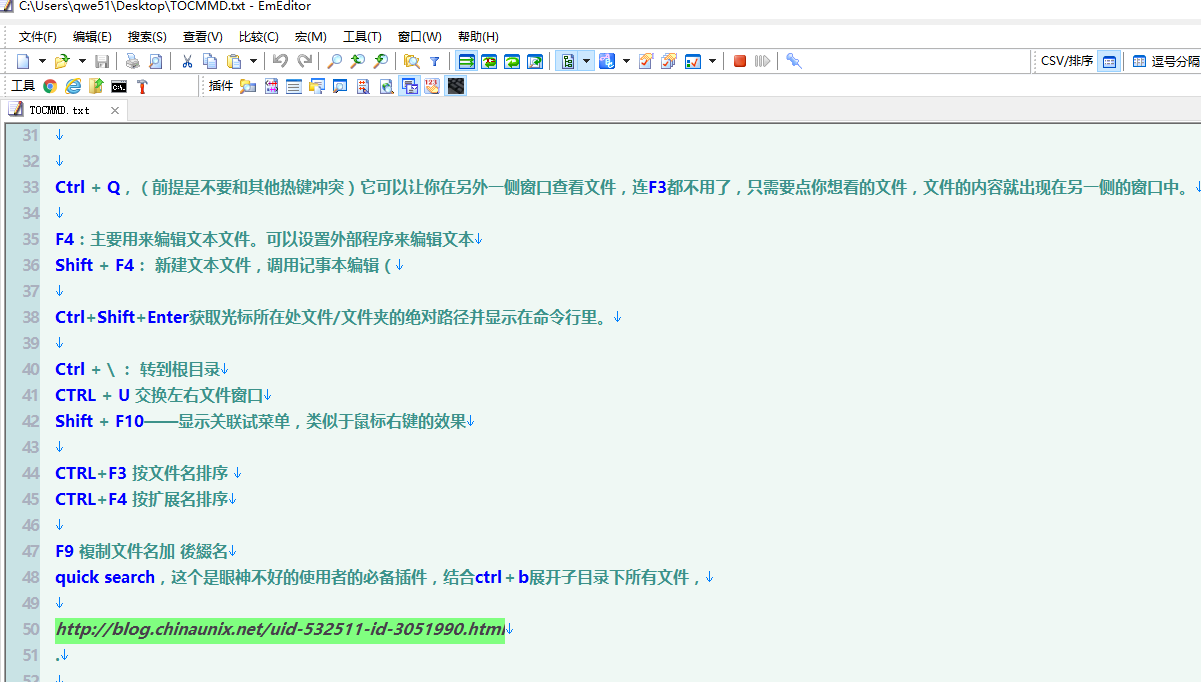 C:\Users\qwe51\Desktop\TOCMMD.txt - EmEditor
文件(F) 编辑(E) 搜索(S) 查看(V) 比较(C) 宏(M) 工具(T) 窗口(W) 帮助(H)
CSV/排序 逗号分隔
工具 插件
TOCMMD.txt ×
31 ↓
32 ↓
33 Ctrl + Q，（前提是不要和其他热键冲突）它可以让你在另外一侧窗口查看文件，连F3都不用了，只需要点你想看的文件，文件的内容就出现在另一侧的窗口中。↓
34 ↓
35 F4：主要用来编辑文本文件。可以设置外部程序来编辑文本↓
36 Shift + F4： 新建文本文件，调用记事本编辑（↓
37 ↓
38 Ctrl+Shift+Enter获取光标所在处文件/文件夹的绝对路径并显示在命令行里。↓
39 ↓
40 Ctrl + \ ： 转到根目录↓
41 CTRL + U 交换左右文件窗口↓
42 Shift + F10——显示关联试菜单，类似于鼠标右键的效果↓
43 ↓
44 CTRL+F3 按文件名排序 ↓
45 CTRL+F4 按扩展名排序↓
46 ↓
47 F9 複制文件名加 後綴名↓
48 quick search，这个是眼神不好的使用者的必备插件，结合ctrl＋b展开子目录下所有文件，↓
49 ↓
50 http://blog.chinaunix.net/uid-532511-id-3051990.html↓
51 .↓
52 ↓